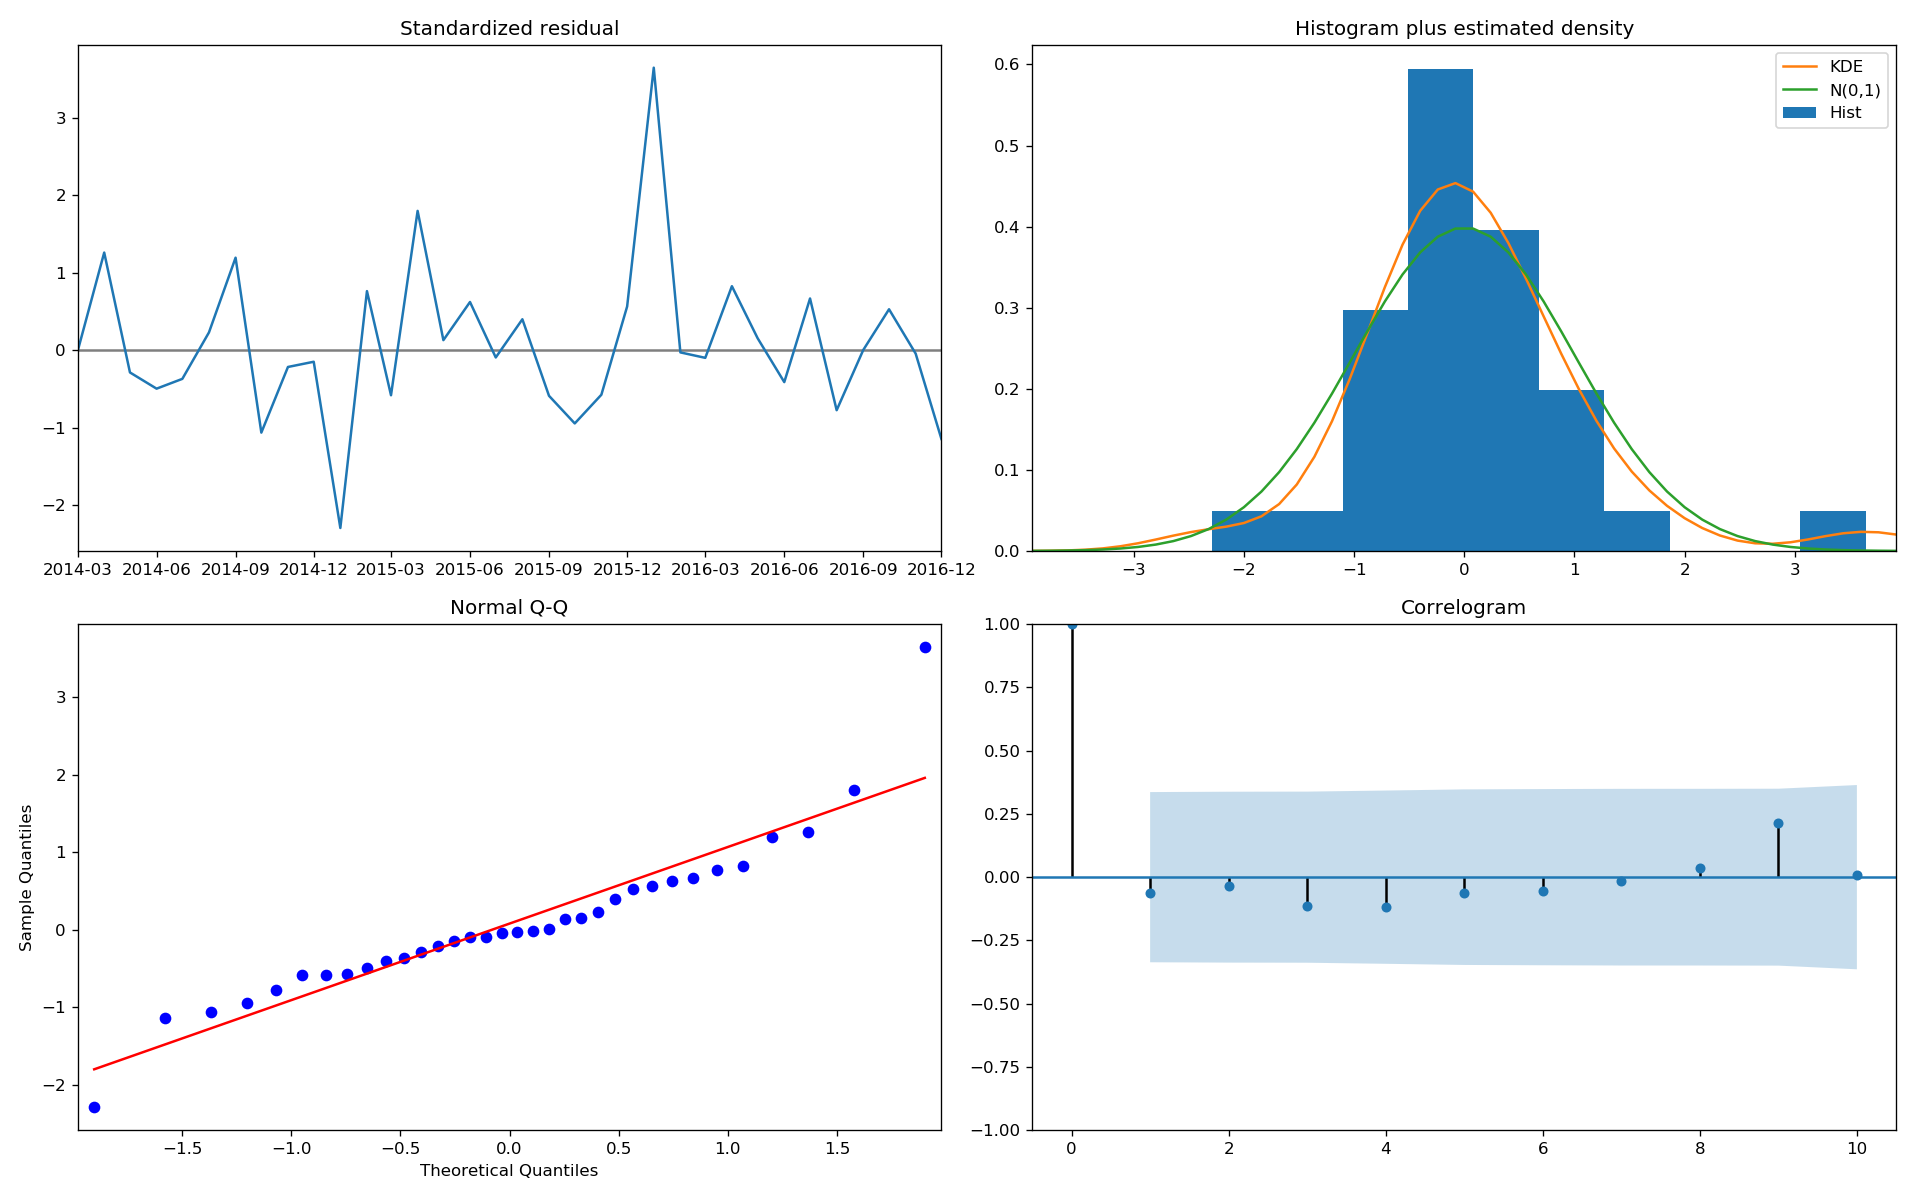 Standardized residual
3
2
1
0
−1
−2
2014-03 2014-06 2014-09 2014-12 2015-03 2015-06 2015-09 2015-12 2016-03 2016-06 2016-09 2016-12
Histogram plus estimated density
KDE
N(0,1)
Hist
0.6
0.5
0.4
0.3
0.2
0.1
0.0
−3 −2 −1 0 1 2 3
Normal Q-Q
Sample Quantiles
3
2
1
0
−1
−2
−1.5 −1.0 −0.5 0.0 0.5 1.0 1.5
Theoretical Quantiles
Correlogram
1.00
0.75
0.50
0.25
0.00
−0.25
−0.50
−0.75
−1.00
0 2 4 6 8 10